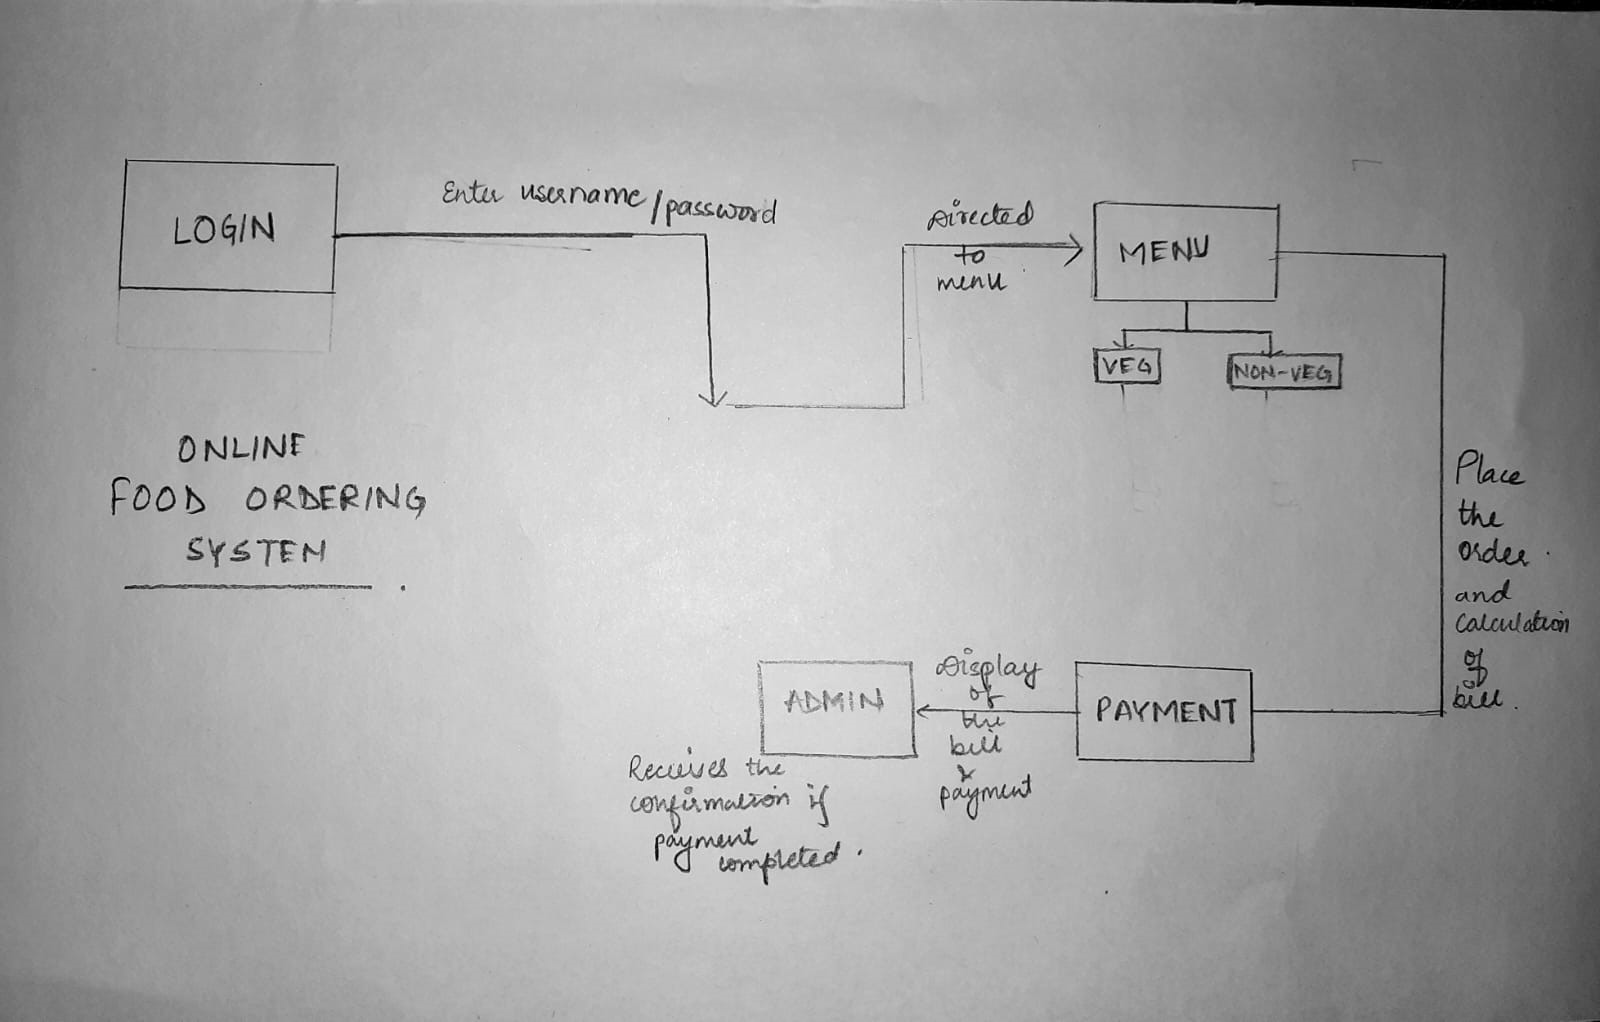 LOGIN
Enter username/password
Directed
to
menu
MENU
VEG
NON-VEG
ONLINE
FOOD ORDERING
SYSTEM
Place
the
order.
and
calculation
of
bill.
PAYMENT
Display
of
the
bill
&
payment
ADMIN
Receives the
confirmation if
payment
completed.